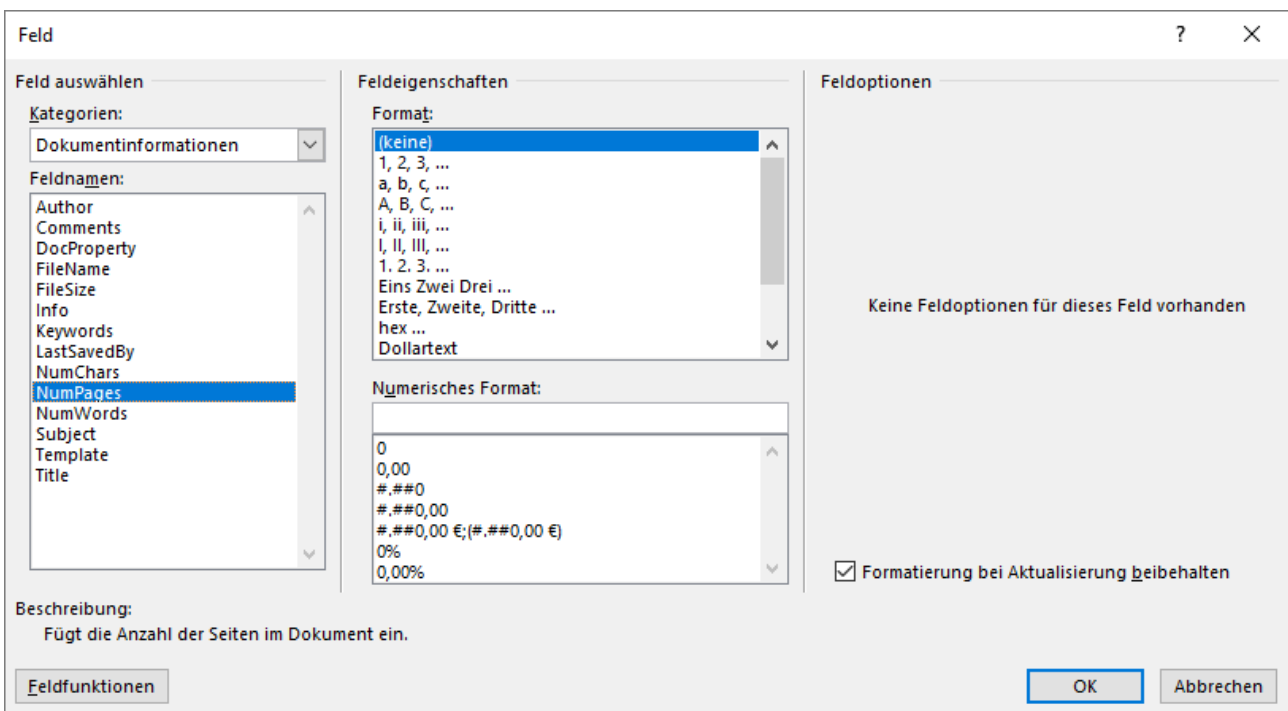 Feld
?
Feld auswählen
Kategorien:
Dokumentinformationen
Feldnamen:
Author
Comments
DocProperty
FileName
FileSize
Info
Keywords
LastSavedBy
NumChars
NumPages
NumWords
Subject
Template
Title
Feldeigenschaften
Format:
(keine)
1, 2, 3, ...
a, b, c, ...
A, B, C, ...
i, ii, iii, ...
I, II, III, ...
1. 2. 3. ...
Eins Zwei Drei ...
Erste, Zweite, Dritte ...
hex ...
Dollartext
Numerisches Format:
0
0,00
#.##0
#.##0,00
#.##0,00 €;(#.##0,00 €)
0%
0,00%
Feldoptionen
Keine Feldoptionen für dieses Feld vorhanden
Formatierung bei Aktualisierung beibehalten
Beschreibung:
Fügt die Anzahl der Seiten im Dokument ein.
Feldfunktionen
OK
Abbrechen